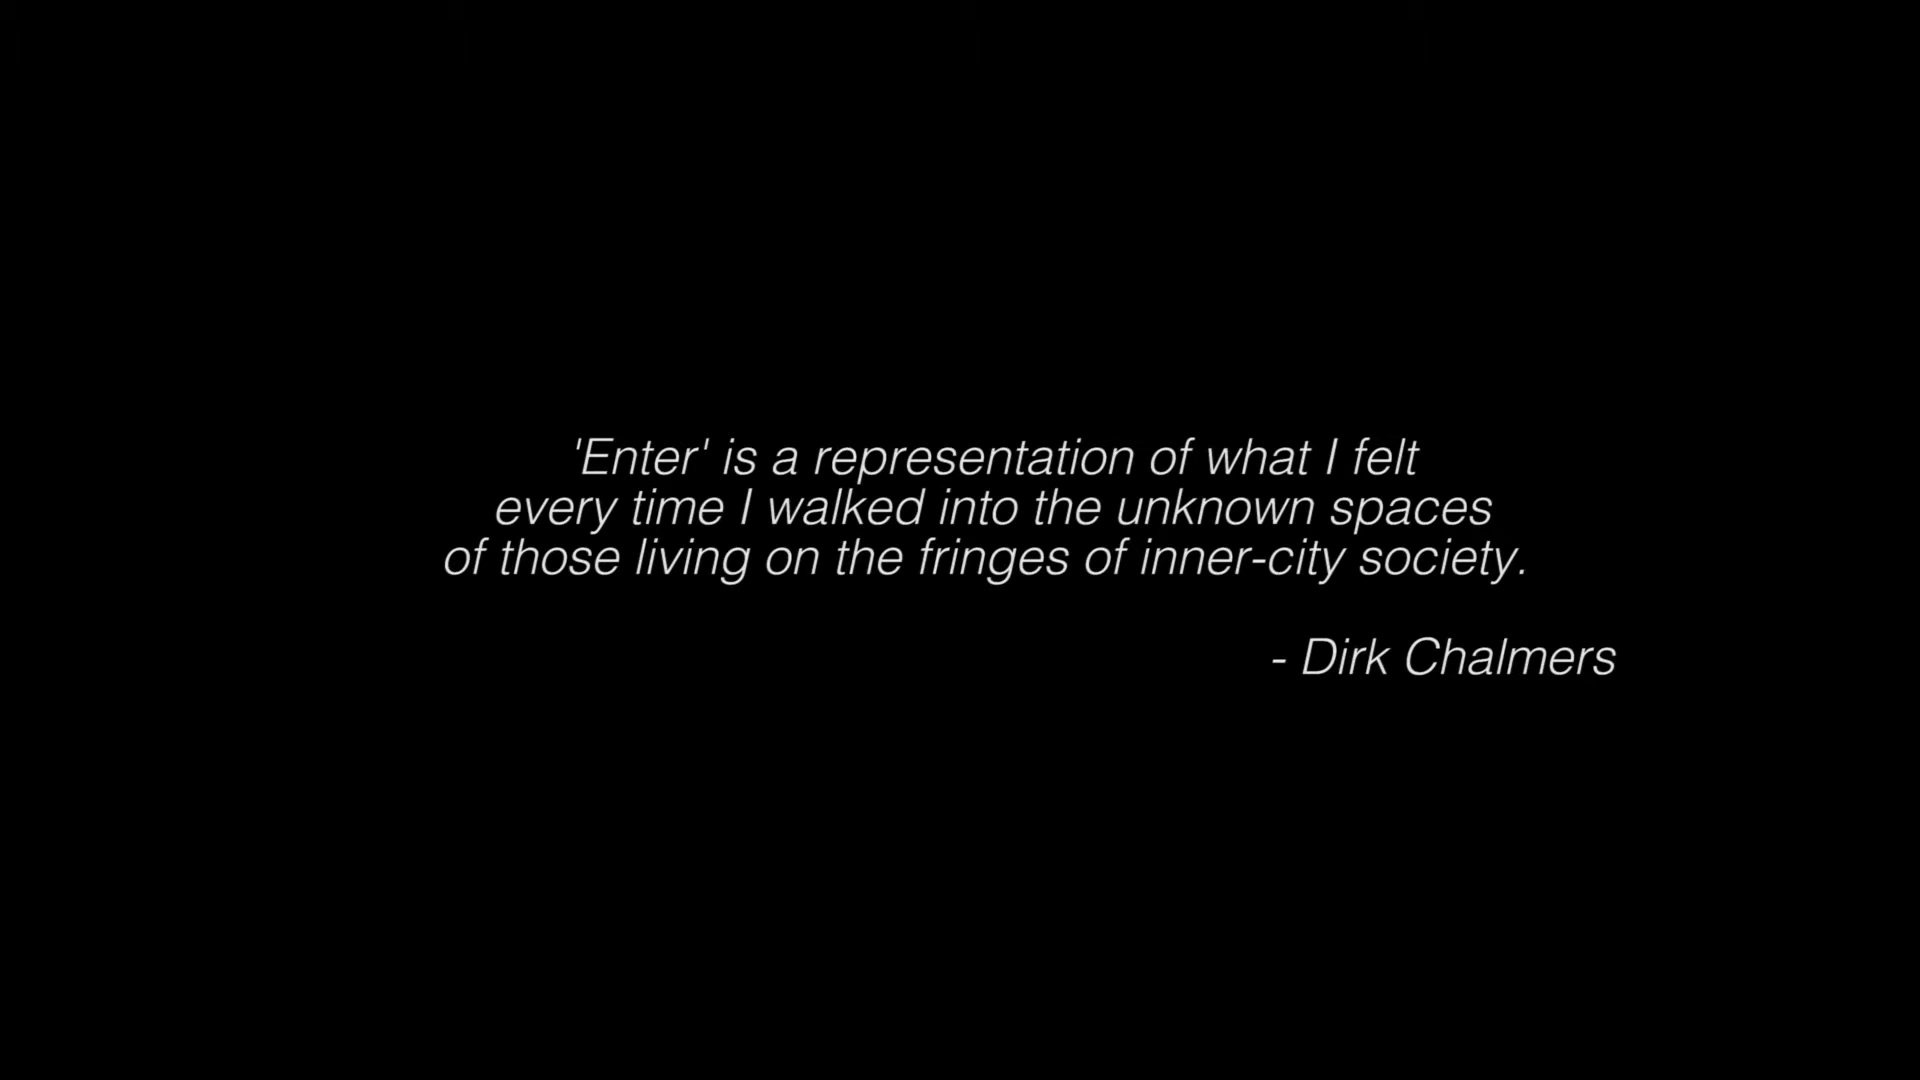 'Enter' is a representation of what I felt
every time I walked into the unknown spaces
of those living on the fringes of inner-city society.
- Dirk Chalmers